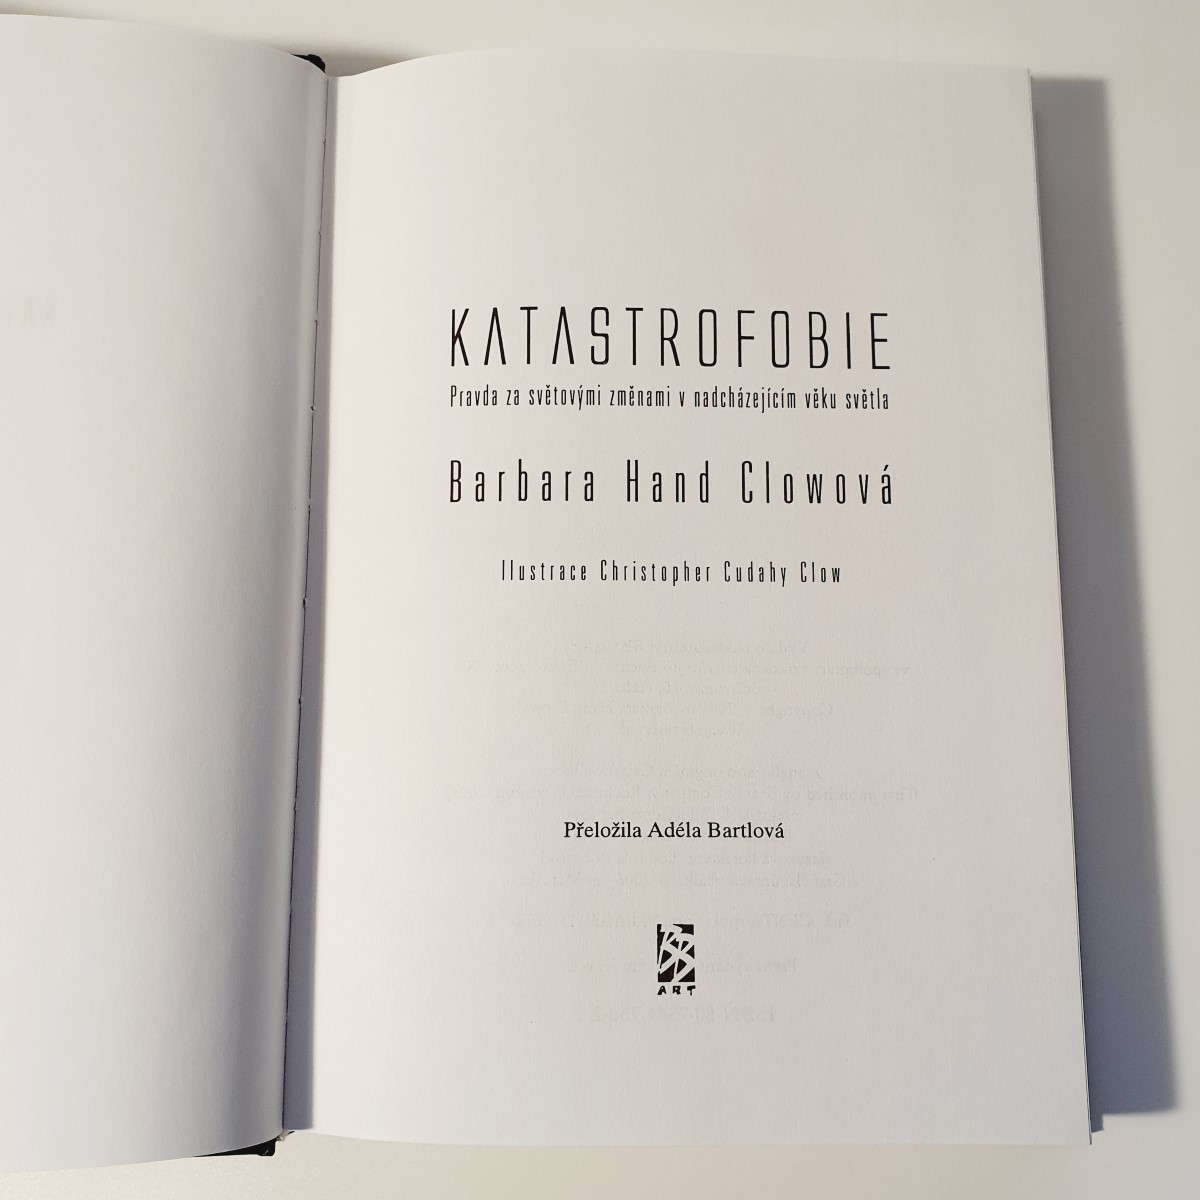 KATASTROFOBIE
Pravda za světovými změnami v nadcházejícím věku světla
Barbara Hand Clowová
Ilustrace Christopher Cudahy Clow
Přeložila Adéla Bartlová
BB
ART